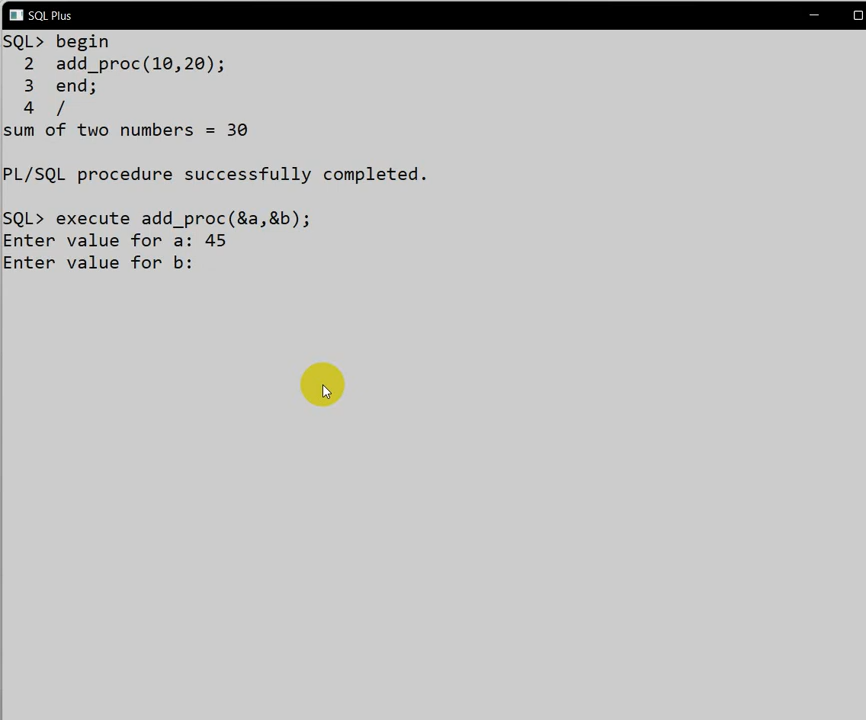 SQL Plus
SQL> begin
2 add_proc(10,20);
3 end;
4 /
sum of two numbers = 30
PL/SQL procedure successfully completed.
SQL> execute add_proc(&a,&b);
Enter value for a: 45
Enter value for b: